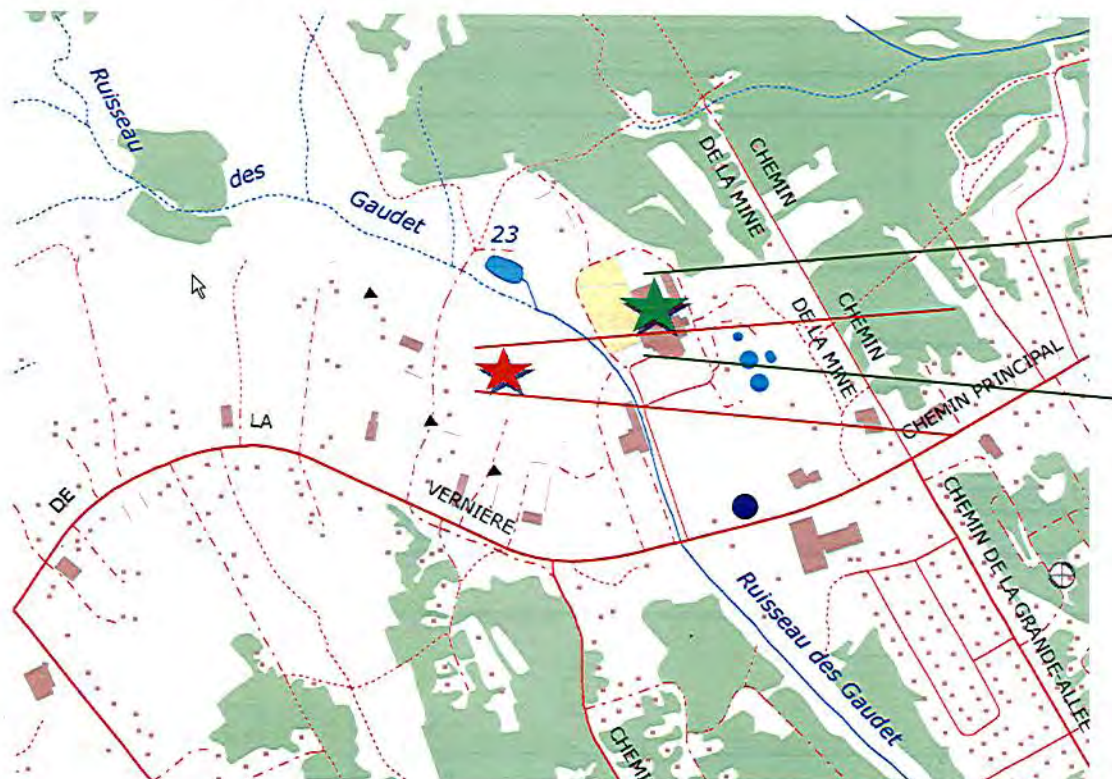 Ruisseau
des
Gaudet
23
CHEMIN
DE LA MINE
CHEMIN
DE LA MINE
CHEMIN PRINCIPAL
DE
LA
VERNIÈRE
CHEMIN DE LA GRANDE-ALLÉE
Ruisseau des Gaudet
CHEMI